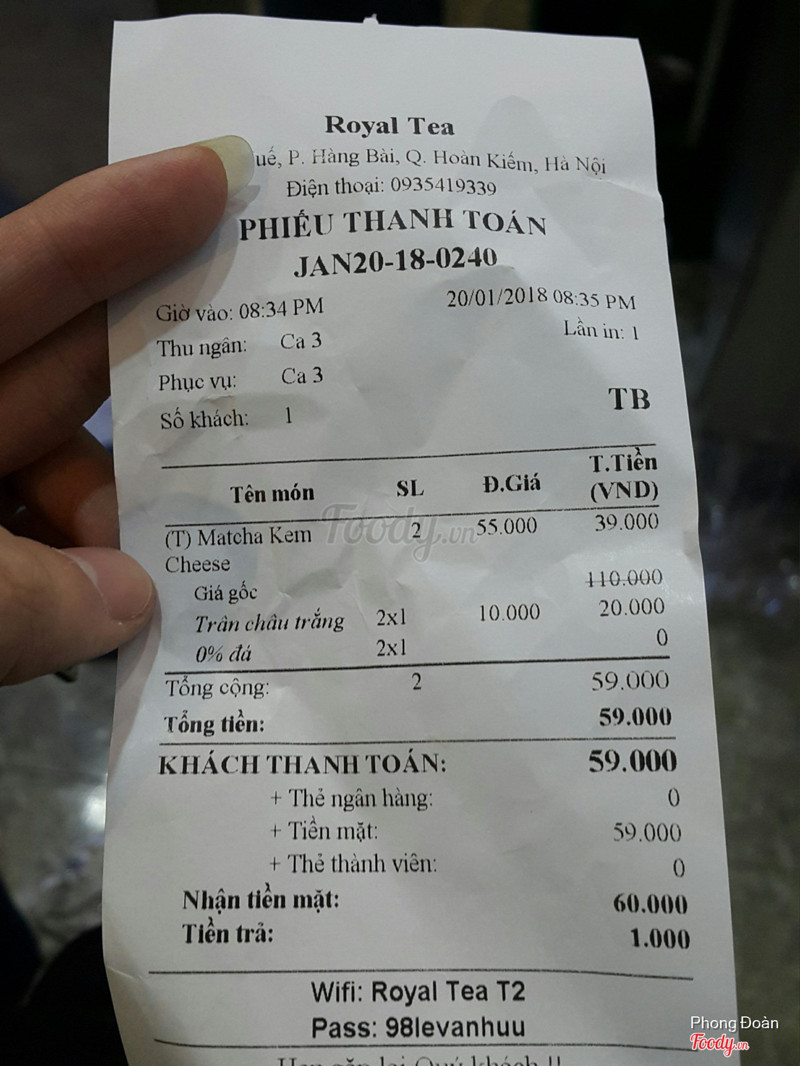 Royal Tea
uế, P. Hàng Bài, Q. Hoàn Kiếm, Hà Nội
Điện thoại: 0935419339
PHIẾU THANH TOÁN
JAN20-18-0240
Giờ vào: 08:34 PM 20/01/2018 08:35 PM
Thu ngân: Ca 3 Lần in: 1
Phục vụ: Ca 3
Số khách: 1 TB
Tên món SL Đ.Giá T.Tiền (VND)
(T) Matcha Kem 2 55.000 39.000
Cheese
Giá gốc 110.000
Trân châu trắng 2x1 10.000 20.000
0% đá 2x1 0
Tổng cộng: 2 59.000
Tổng tiền: 59.000
KHÁCH THANH TOÁN: 59.000
+ Thẻ ngân hàng: 0
+ Tiền mặt: 59.000
+ Thẻ thành viên: 0
Nhận tiền mặt: 60.000
Tiền trả: 1.000
Wifi: Royal Tea T2
Pass: 98levanhuu
Hẹn gặp lại Quý khách !!
Foody.vn
Phong Đoàn
Foody.vn